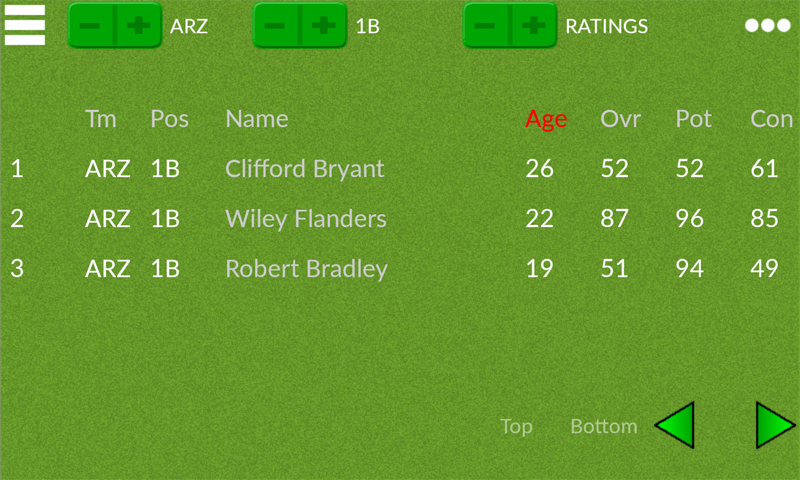 ARZ 1B RATINGS
Tm Pos Name Age Ovr Pot Con
1 ARZ 1B Clifford Bryant 26 52 52 61
2 ARZ 1B Wiley Flanders 22 87 96 85
3 ARZ 1B Robert Bradley 19 51 94 49
Top Bottom